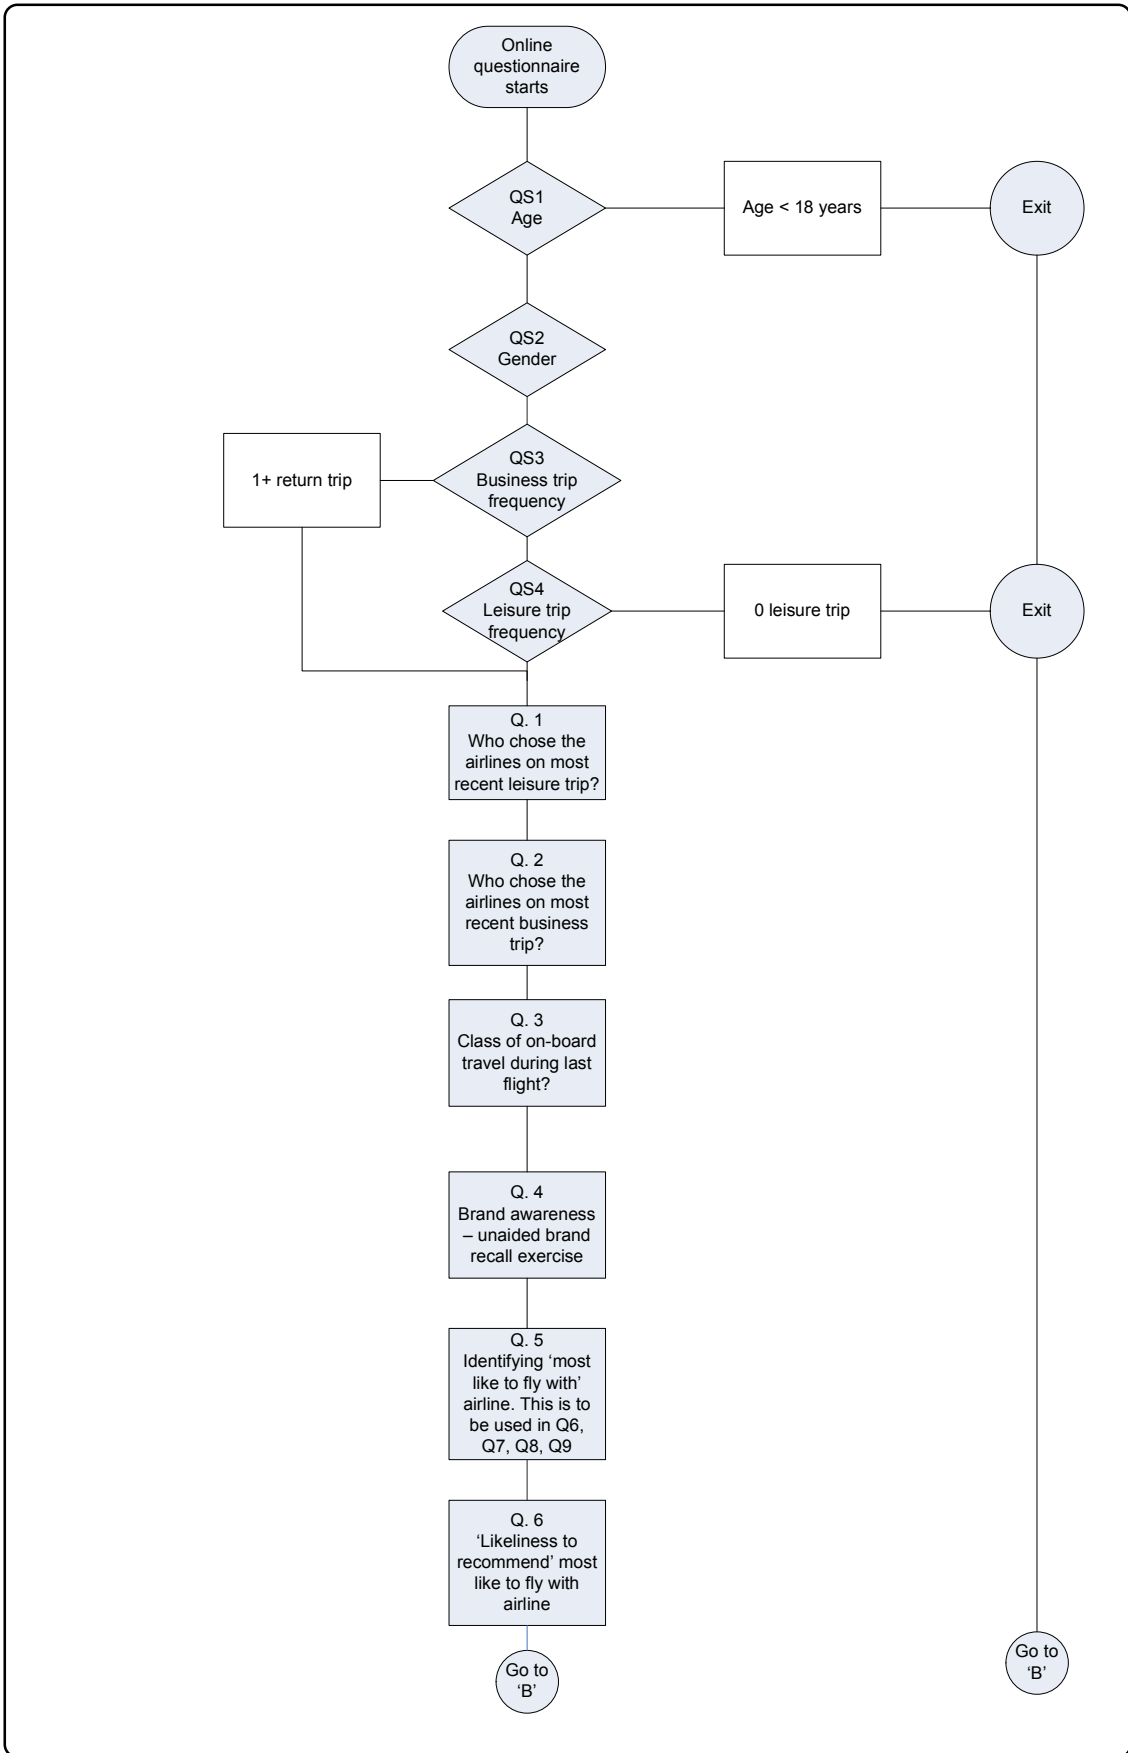 Online
questionnaire
starts
QS1
Age
Age < 18 years
Exit
QS2
Gender
1+ return trip
QS3
Business trip
frequency
QS4
Leisure trip
frequency
0 leisure trip
Exit
Q. 1
Who chose the
airlines on most
recent leisure trip?
Q. 2
Who chose the
airlines on most
recent business
trip?
Q. 3
Class of on-board
travel during last
flight?
Q. 4
Brand awareness
– unaided brand
recall exercise
Q. 5
Identifying ‘most
like to fly with’
airline. This is to
be used in Q6,
Q7, Q8, Q9
Q. 6
‘Likeliness to
recommend’ most
like to fly with
airline
Go to
‘B’
Go to
‘B’